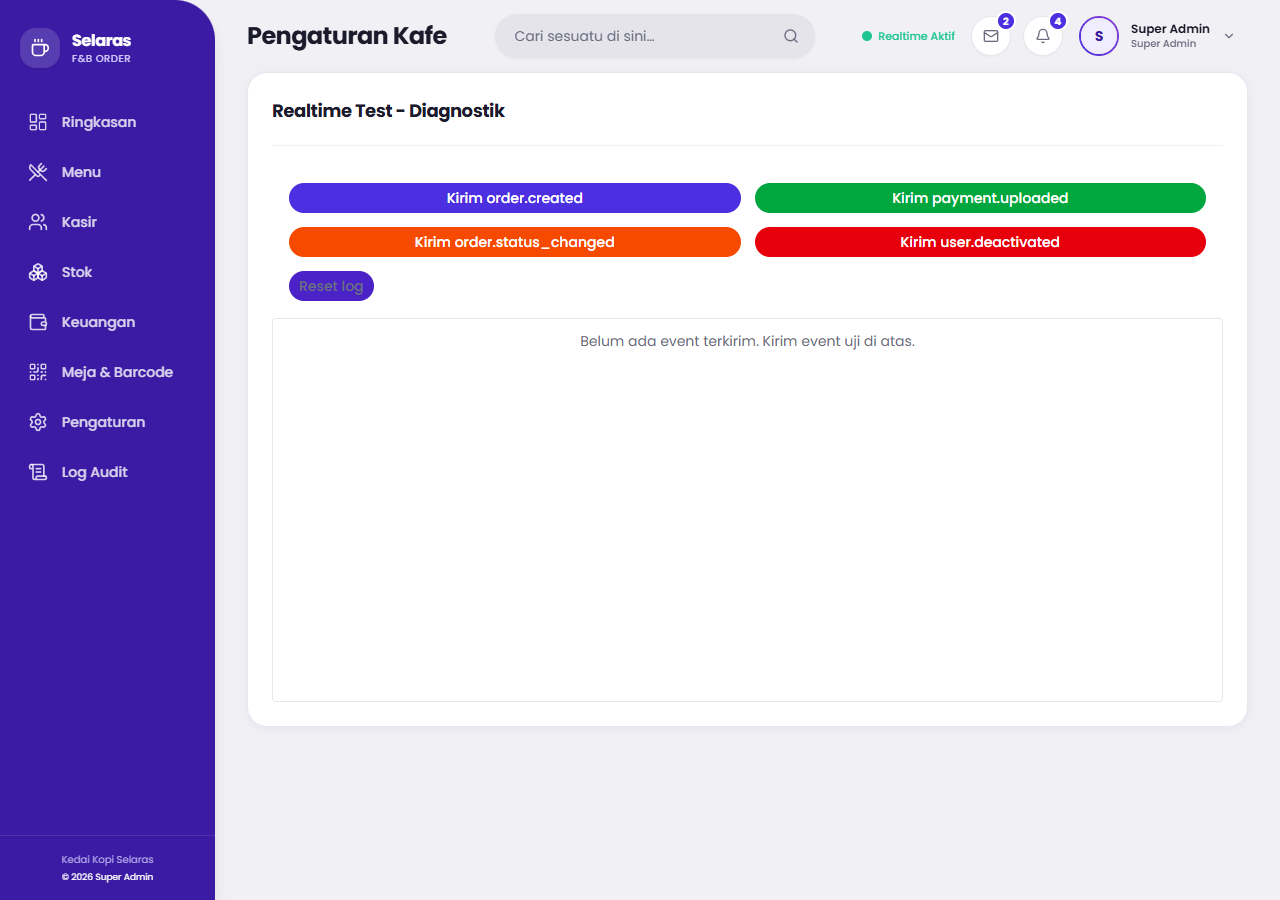 Selaras
F&B ORDER
Ringkasan
Menu
Kasir
Stok
Keuangan
Meja & Barcode
Pengaturan
Log Audit
Kedai Kopi Selaras
© 2026 Super Admin
Pengaturan Kafe
Cari sesuatu di sini...
Realtime Aktif
2
4
S
Super Admin
Super Admin
Realtime Test - Diagnostik
Kirim order.created
Kirim payment.uploaded
Kirim order.status_changed
Kirim user.deactivated
Reset log
Belum ada event terkirim. Kirim event uji di atas.